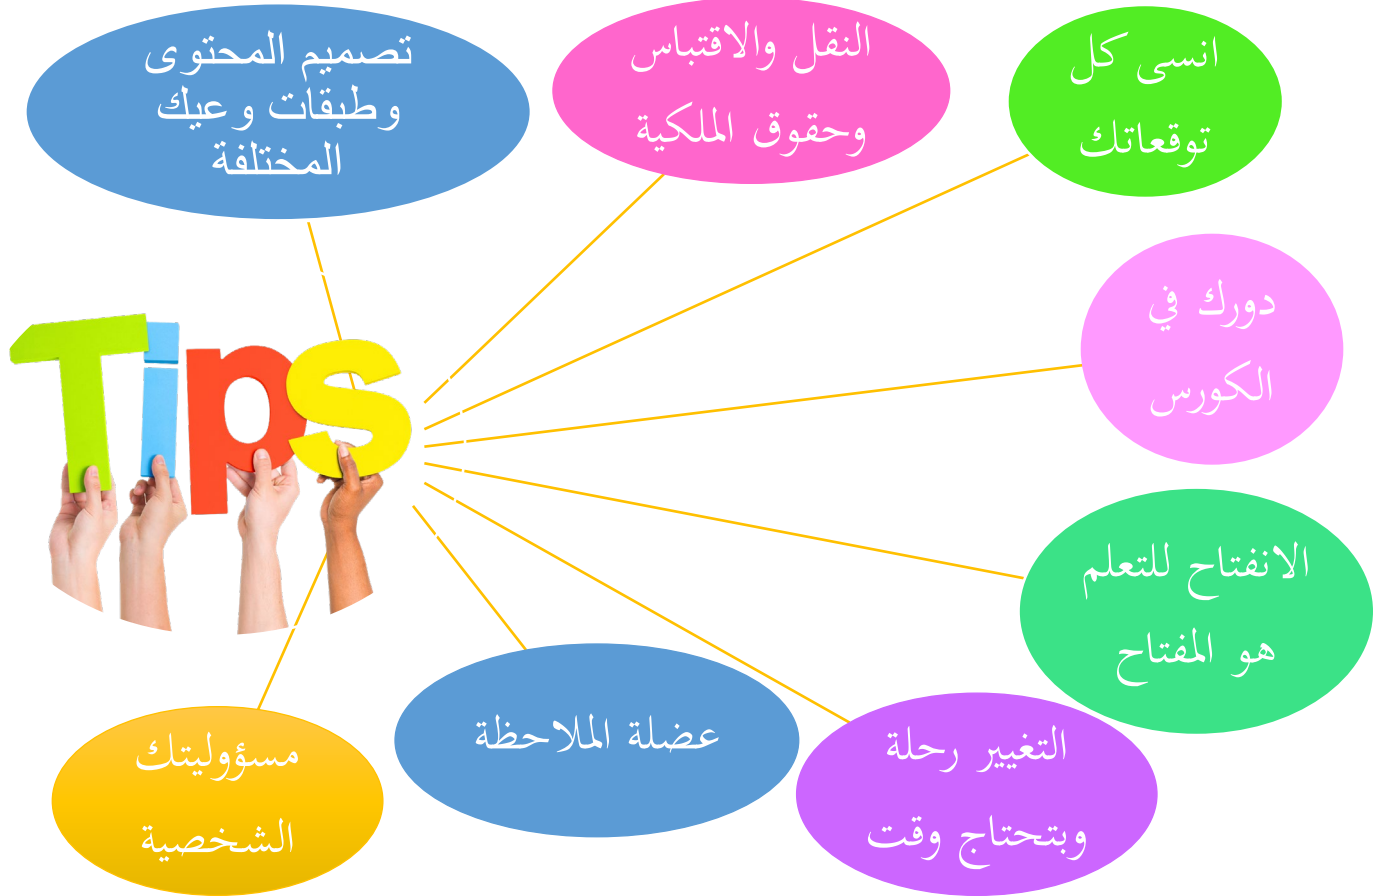 تصميم المحتوى
وطبقات وعيك
المختلفة
النقل والاقتباس
وحقوق الملكية
انسى كل
توقعاتك
دورك في
الكورس
Tips
الانفتاح للتعلم
هو المفتاح
التغيير رحلة
وبتحتاج وقت
عضلة الملاحظة
مسؤوليتك
الشخصية